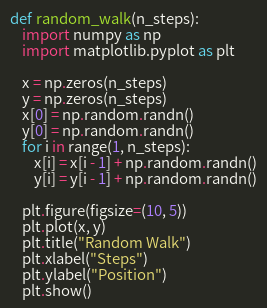 def random_walk(n_steps):
    import numpy as np
    import matplotlib.pyplot as plt

    x = np.zeros(n_steps)
    y = np.zeros(n_steps)
    x[0] = np.random.randn()
    y[0] = np.random.randn()
    for i in range(1, n_steps):
        x[i] = x[i - 1] + np.random.randn()
        y[i] = y[i - 1] + np.random.randn()

    plt.figure(figsize=(10, 5))
    plt.plot(x, y)
    plt.title("Random Walk")
    plt.xlabel("Steps")
    plt.ylabel("Position")
    plt.show()